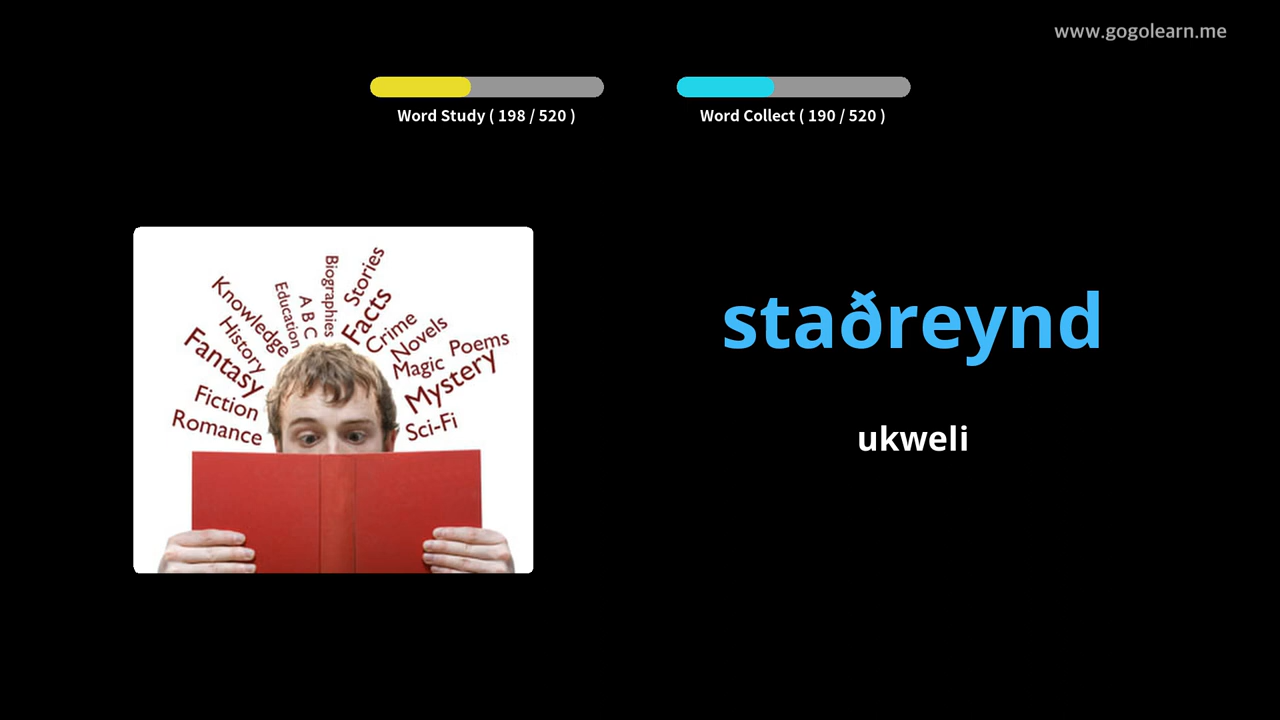 www.gogolearn.me
Word Study ( 198 / 520 )
Word Collect ( 190 / 520 )
Stories
Biographies
Facts
A B C
Education
Knowledge
Crime
History
Novels
Fantasy
Magic
Poems
Mystery
Fiction
Romance
Sci-Fi
staðreynd
ukweli